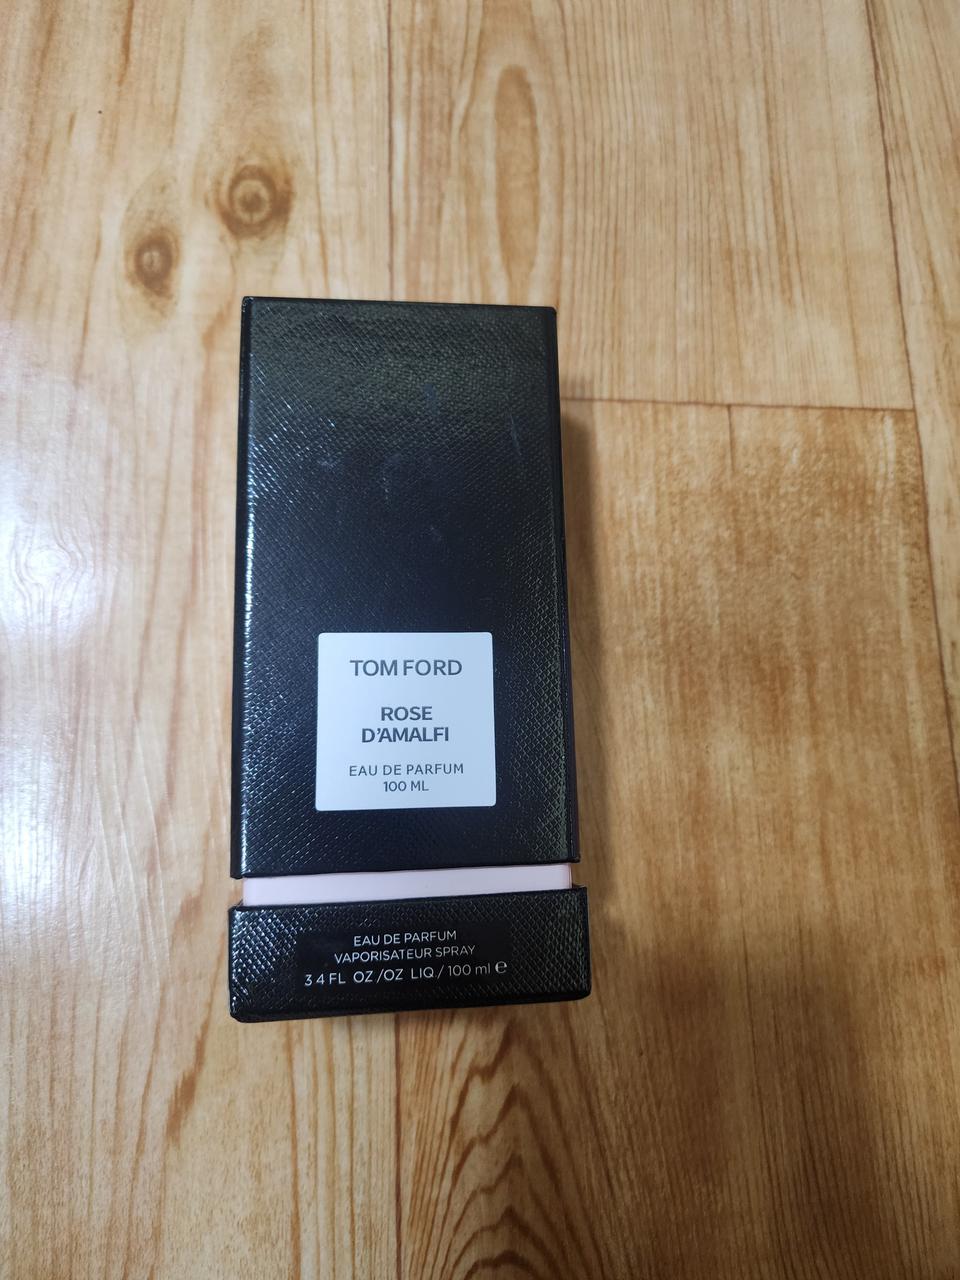 TOM FORD
ROSE
D'AMALFI
EAU DE PARFUM
100 ML
EAU DE PARFUM
VAPORISATEUR SPRAY
3 4 FL OZ/OZ LIQ./ 100 ml ℮